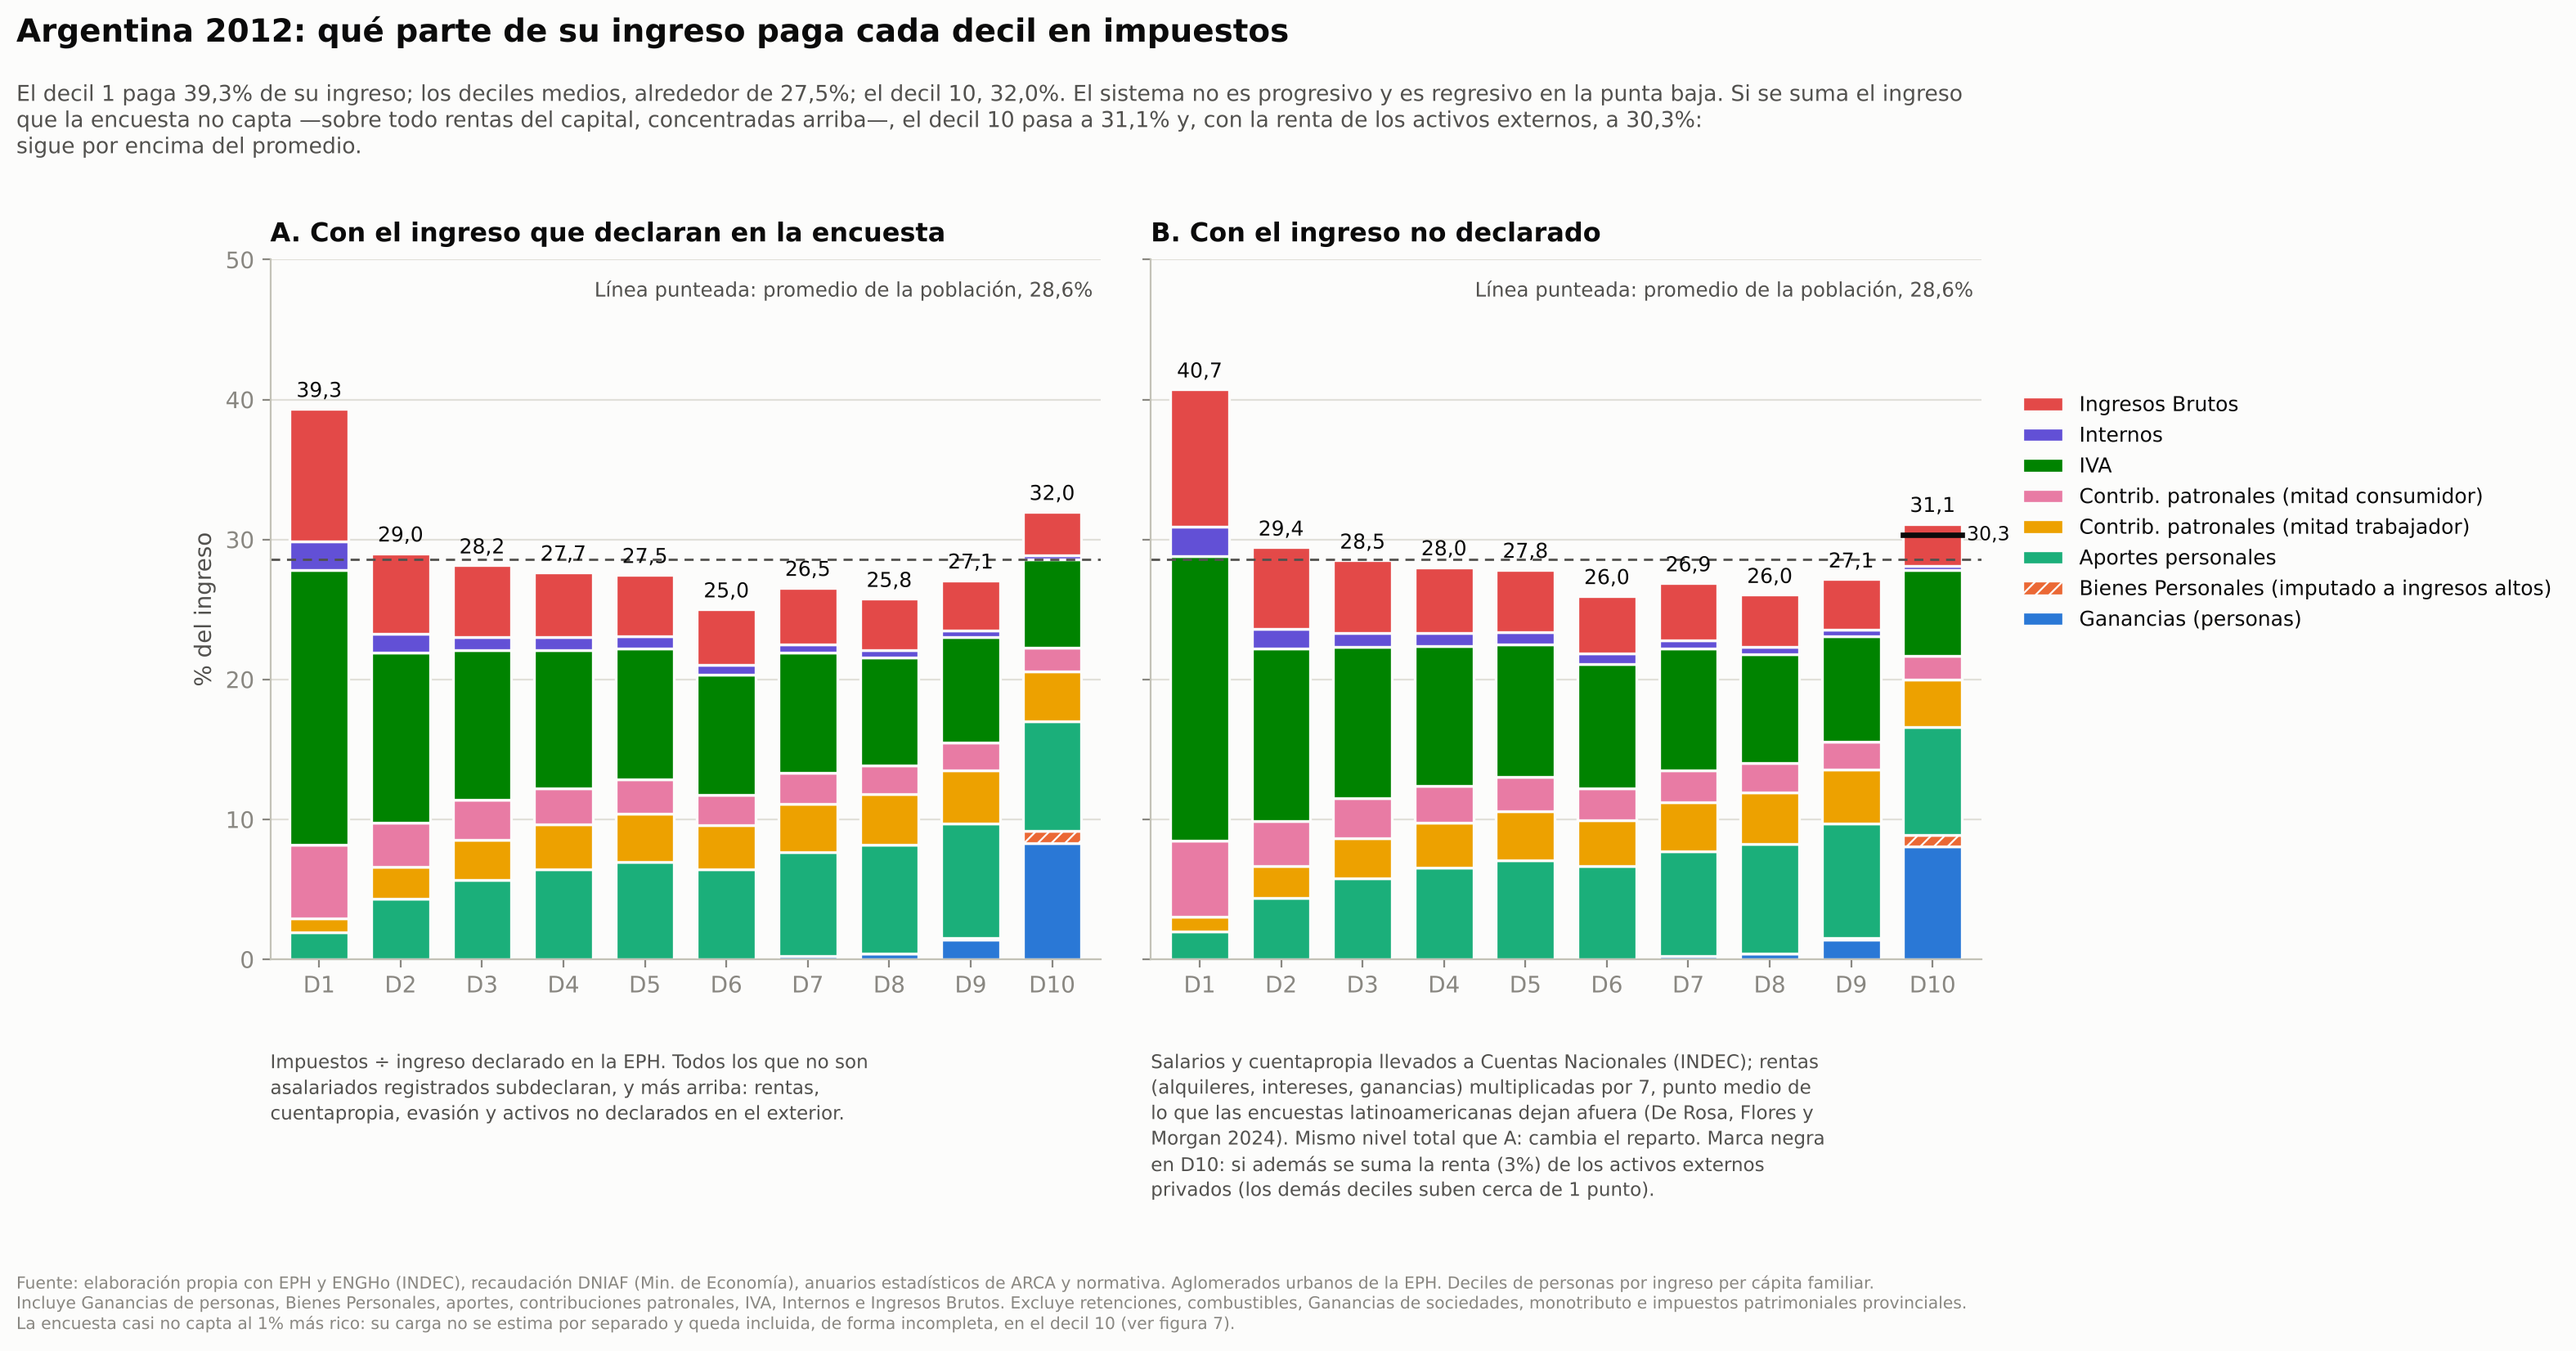 Argentina 2012: qué parte de su ingreso paga cada decil en impuestos
El decil 1 paga 39,3% de su ingreso; los deciles medios, alrededor de 27,5%; el decil 10, 32,0%. El sistema no es progresivo y es regresivo en la punta baja. Si se suma el ingreso
que la encuesta no capta —sobre todo rentas del capital, concentradas arriba—, el decil 10 pasa a 31,1% y, con la renta de los activos externos, a 30,3%:
sigue por encima del promedio.
A. Con el ingreso que declaran en la encuesta
Línea punteada: promedio de la población, 28,6%
% del ingreso
50
40
30
20
10
0
39,3
29,0
28,2
27,7
27,5
25,0
26,5
25,8
27,1
32,0
D1
D2
D3
D4
D5
D6
D7
D8
D9
D10
Impuestos ÷ ingreso declarado en la EPH. Todos los que no son
asalariados registrados subdeclaran, y más arriba: rentas,
cuentapropia, evasión y activos no declarados en el exterior.
B. Con el ingreso no declarado
Línea punteada: promedio de la población, 28,6%
40,7
29,4
28,5
28,0
27,8
26,0
26,9
26,0
27,1
31,1
30,3
D1
D2
D3
D4
D5
D6
D7
D8
D9
D10
Salarios y cuentapropia llevados a Cuentas Nacionales (INDEC); rentas
(alquileres, intereses, ganancias) multiplicadas por 7, punto medio de
lo que las encuestas latinoamericanas dejan afuera (De Rosa, Flores y
Morgan 2024). Mismo nivel total que A: cambia el reparto. Marca negra
en D10: si además se suma la renta (3%) de los activos externos
privados (los demás deciles suben cerca de 1 punto).
Ingresos Brutos
Internos
IVA
Contrib. patronales (mitad consumidor)
Contrib. patronales (mitad trabajador)
Aportes personales
Bienes Personales (imputado a ingresos altos)
Ganancias (personas)
Fuente: elaboración propia con EPH y ENGHo (INDEC), recaudación DNIAF (Min. de Economía), anuarios estadísticos de ARCA y normativa. Aglomerados urbanos de la EPH. Deciles de personas por ingreso per cápita familiar.
Incluye Ganancias de personas, Bienes Personales, aportes, contribuciones patronales, IVA, Internos e Ingresos Brutos. Excluye retenciones, combustibles, Ganancias de sociedades, monotributo e impuestos patrimoniales provinciales.
La encuesta casi no capta al 1% más rico: su carga no se estima por separado y queda incluida, de forma incompleta, en el decil 10 (ver figura 7).